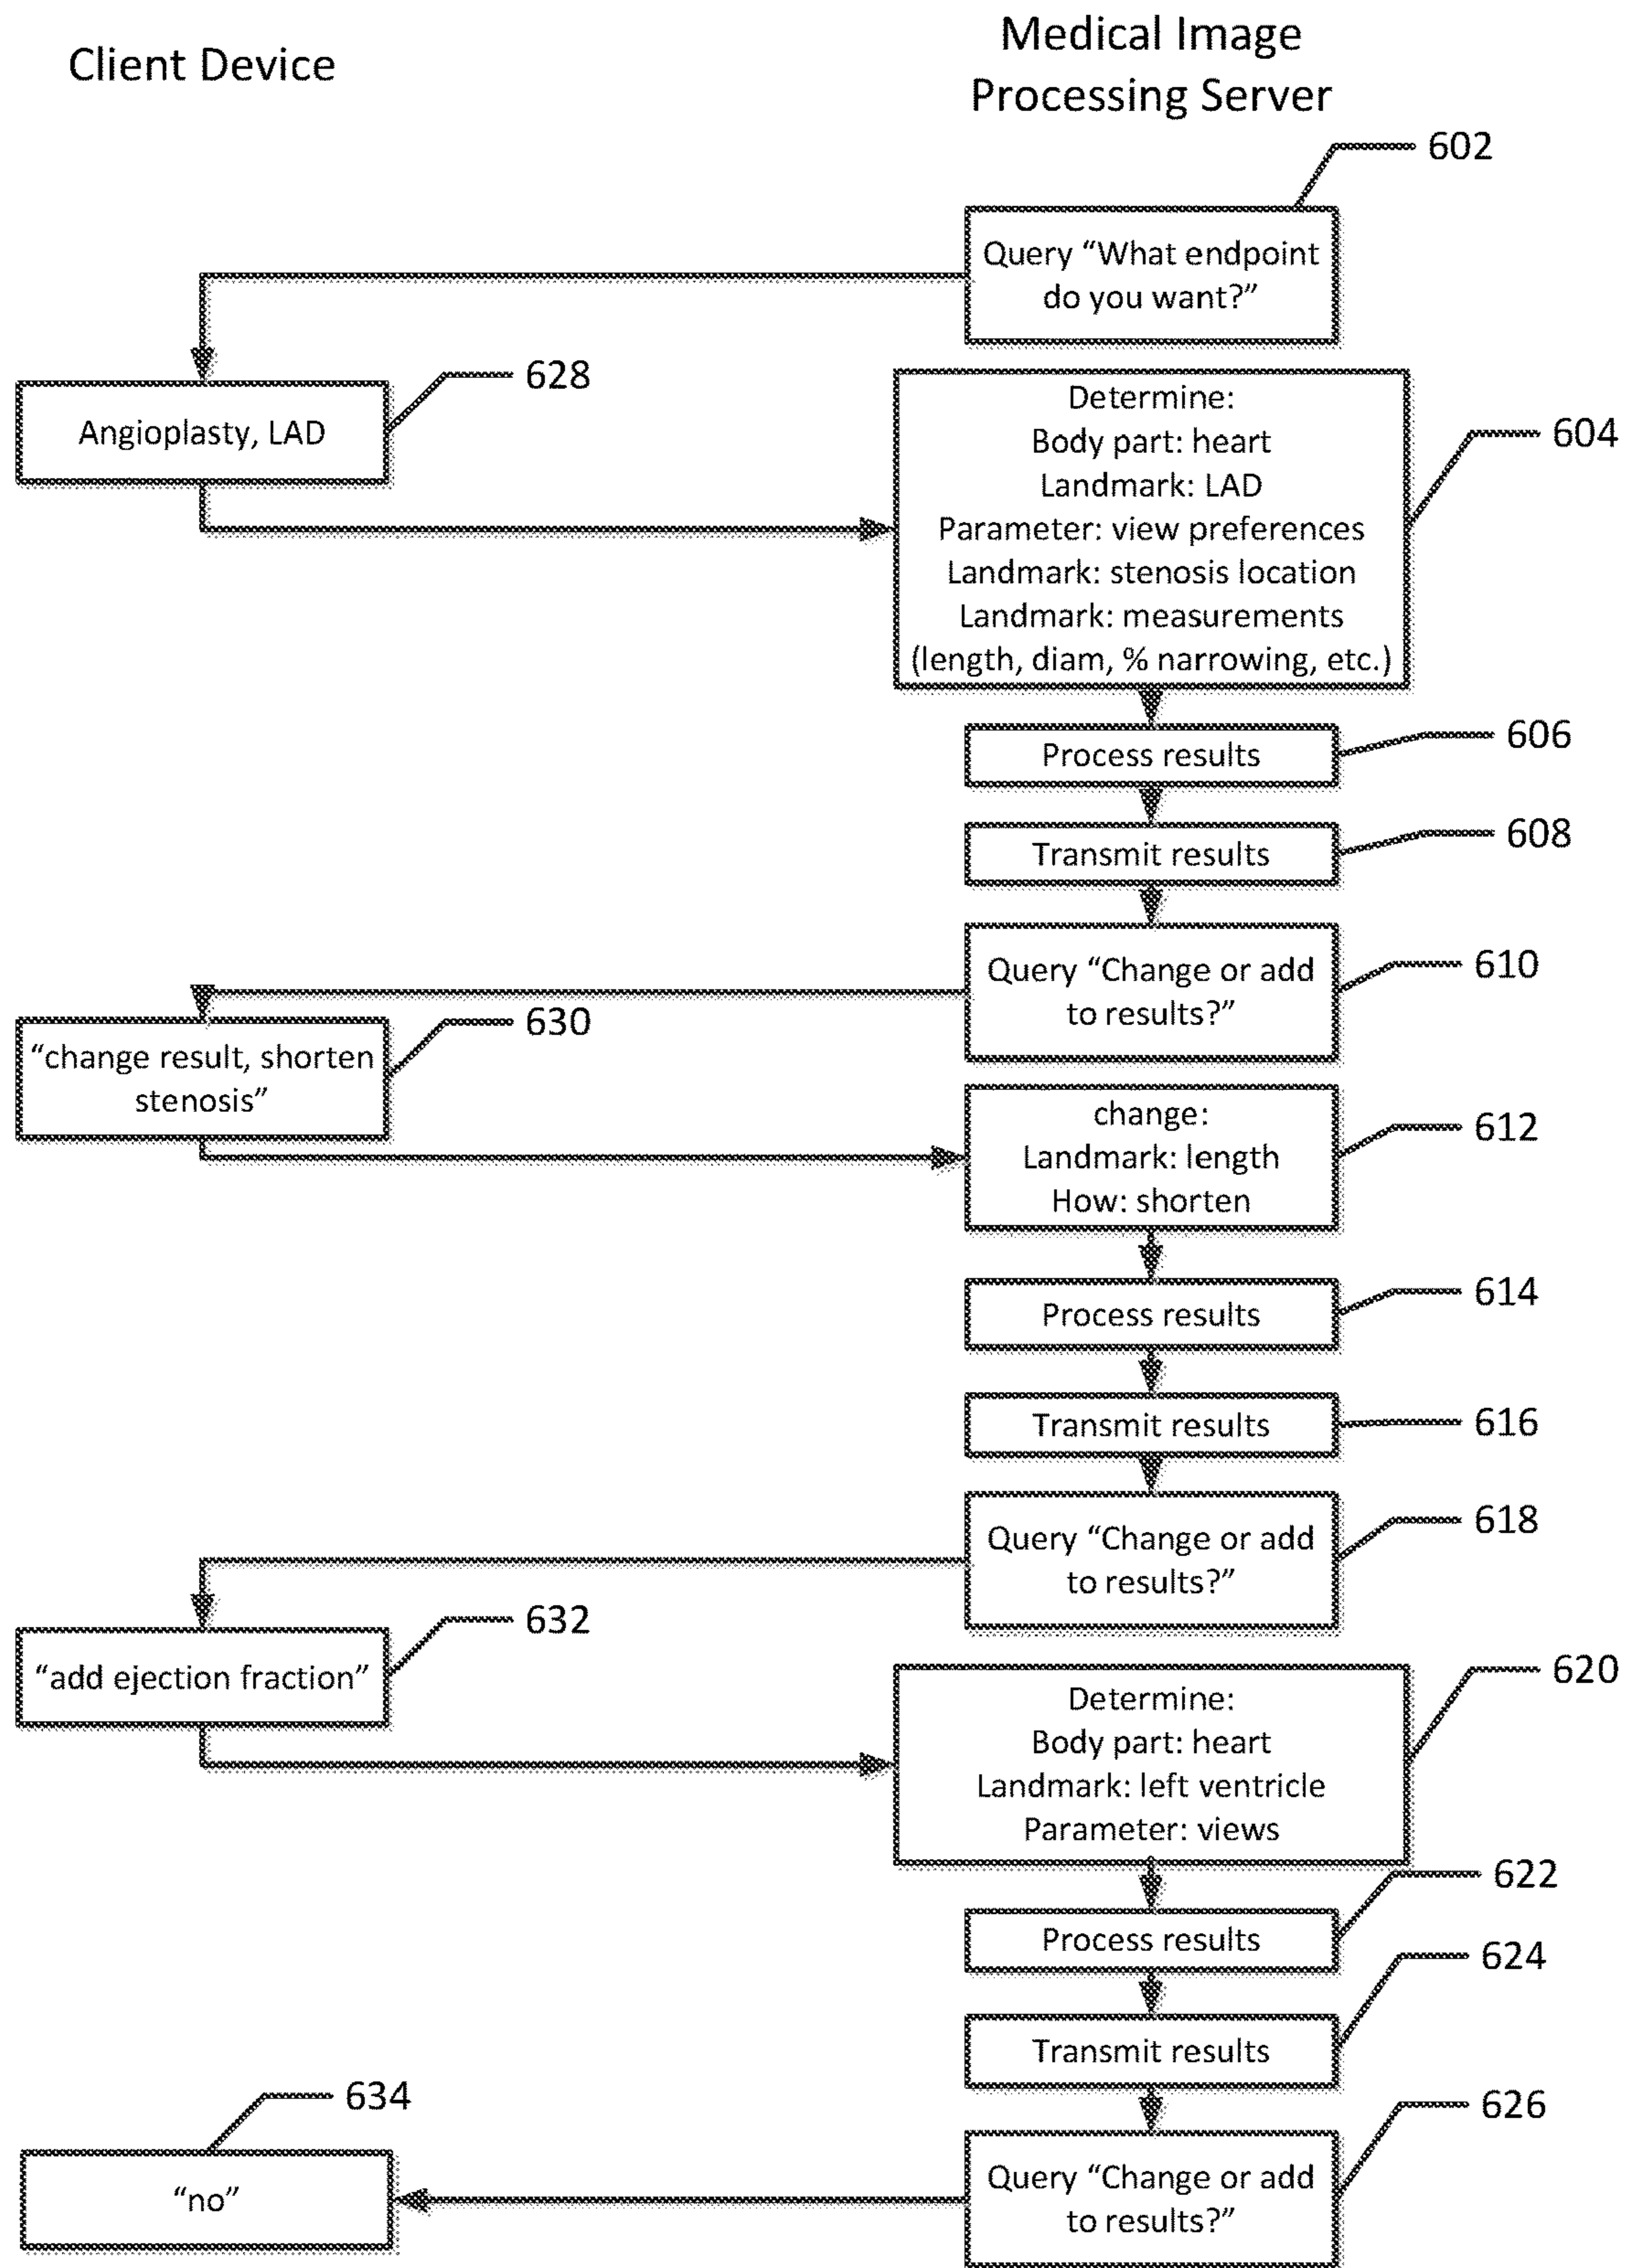 Client Device
Medical Image
Processing Server
602
Query “What endpoint
do you want?”
628
Angioplasty, LAD
604
Determine:
Body part: heart
Landmark: LAD
Parameter: view preferences
Landmark: stenosis location
Landmark: measurements
(length, diam, % narrowing, etc.)
606
Process results
608
Transmit results
610
Query “Change or add
to results?”
630
“change result, shorten
stenosis”
612
change:
Landmark: length
How: shorten
614
Process results
616
Transmit results
618
Query “Change or add
to results?”
632
“add ejection fraction”
620
Determine:
Body part: heart
Landmark: left ventricle
Parameter: views
622
Process results
624
Transmit results
634
“no”
626
Query “Change or add
to results?”